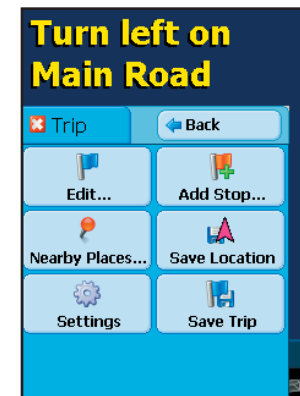 Turn left on
Main Road
Trip
Back
Edit...
Add Stop...
Nearby Places...
Save Location
Settings
Save Trip